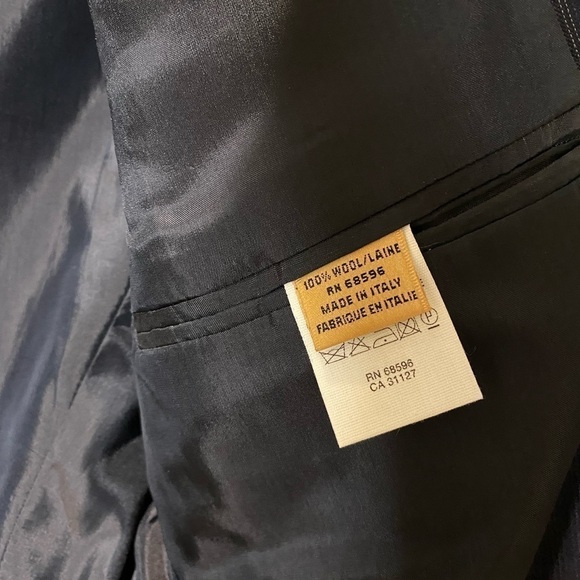 100% WOOL/LAINE
RN 68596
MADE IN ITALY
FABRIQUE EN ITALIE
RN 68596
CA 31127